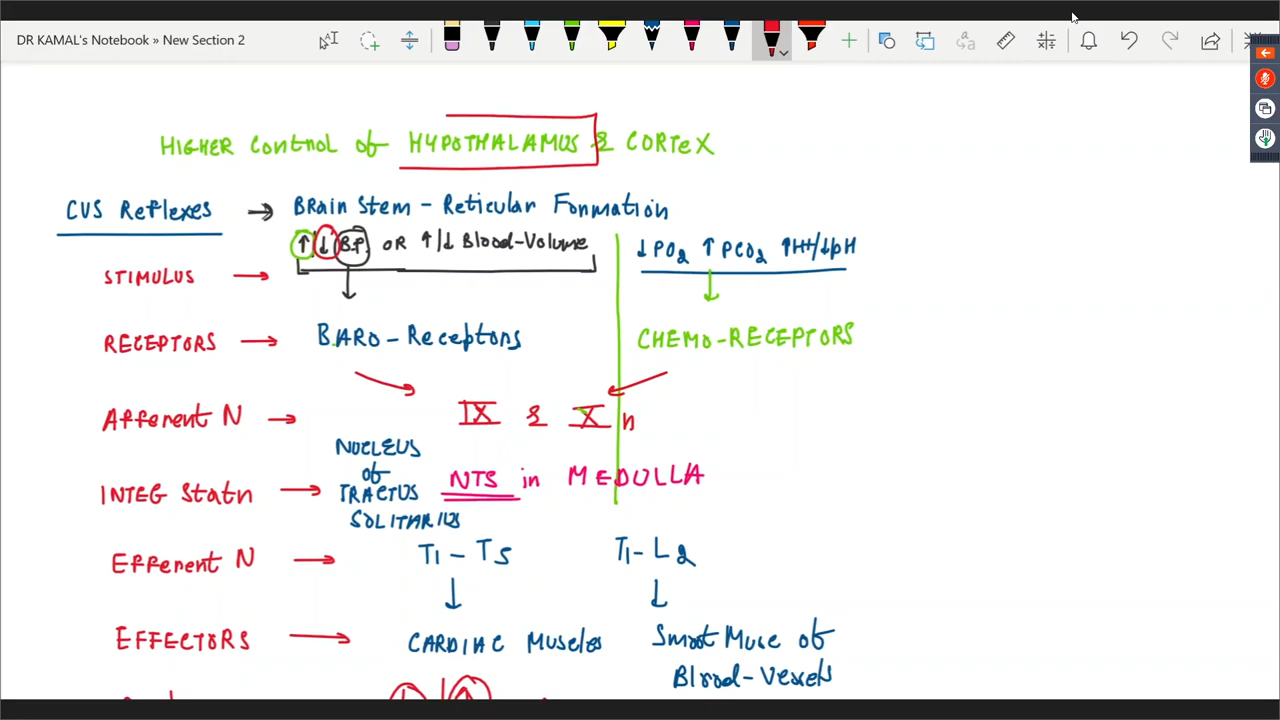 DR KAMAL's Notebook » New Section 2
HIGHER Control of HYPOTHALAMUS & CORTEX
CVS Reflexes → Brain Stem - Reticular Formation
↑ ↓ B.P. OR ↑/↓ Blood-Volume ↓PO2 ↑PCO2 ↑H+/↓pH
STIMULUS →
RECEPTORS → BARO-Receptors CHEMO-RECEPTORS
Afferent N → IX & X n
INTEG Statn → NUCLEUS of TRACTUS SOLITARIUS NTS in MEDULLA
Efferent N → T1 - T5 T1 - L2
EFFECTORS → CARDIAC Muscles Smoot Musc of
Blood-Vessels